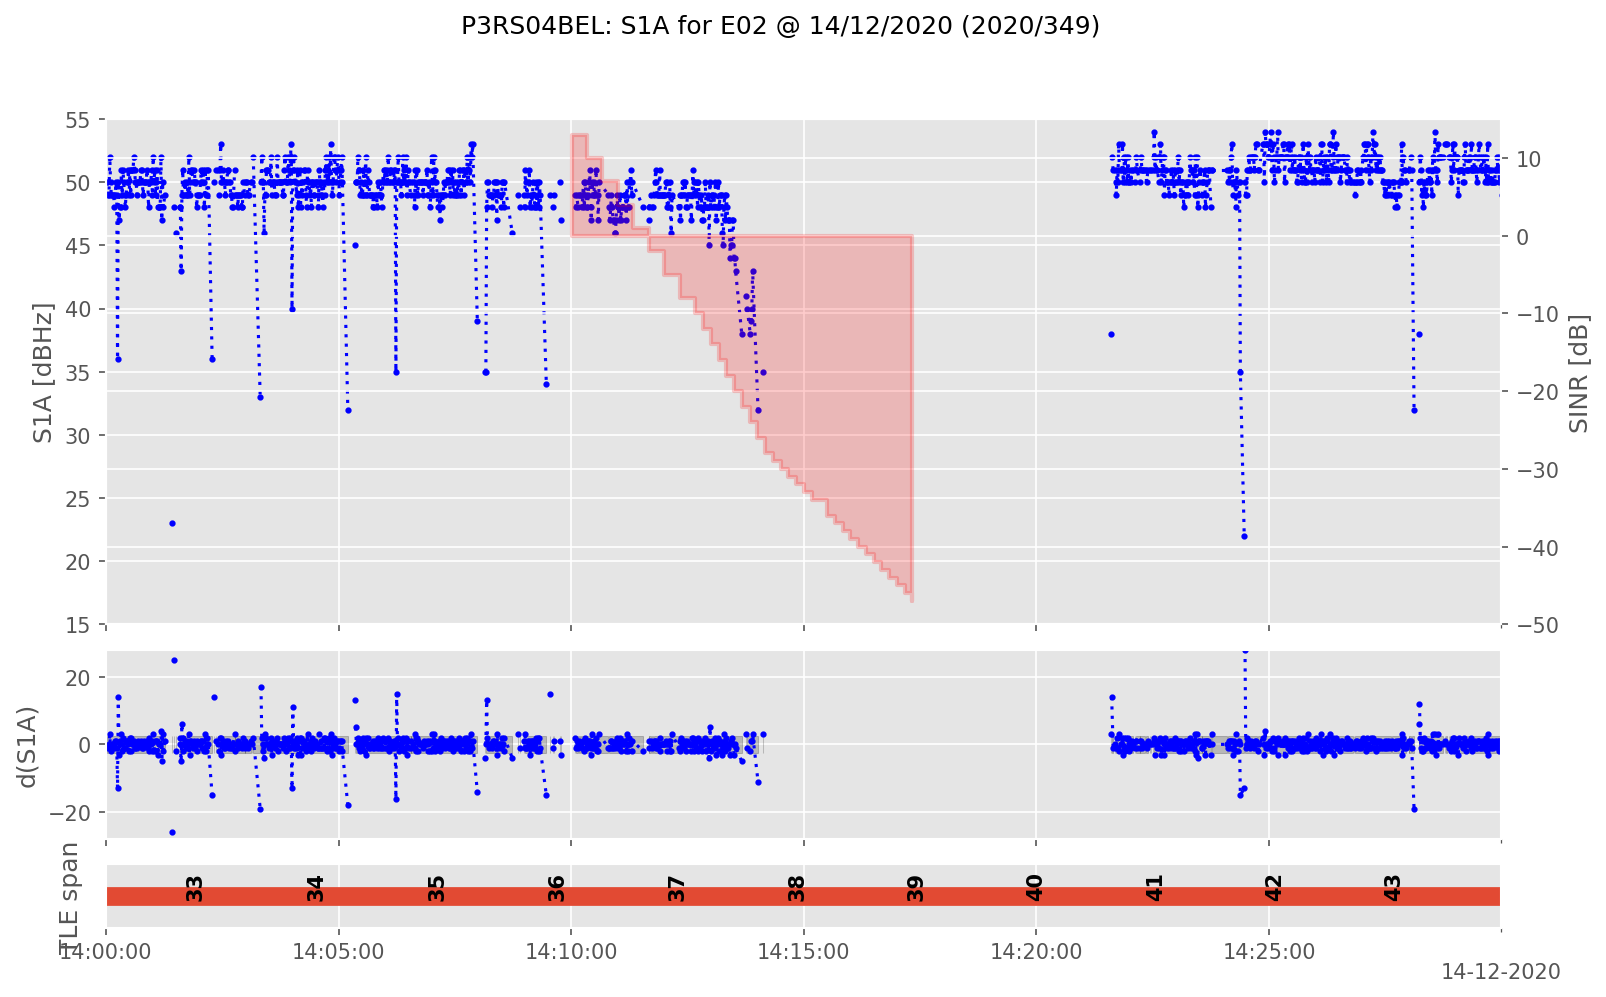 P3RS04BEL: S1A for E02 @ 14/12/2020 (2020/349)
55
50
45
40
35
30
25
20
15
S1A [dBHz]
10
0
−10
−20
−30
−40
−50
SINR [dB]
20
0
−20
d(S1A)
TLE span
33 34 35 36 37 38 39 40 41 42 43
14:00:00 14:05:00 14:10:00 14:15:00 14:20:00 14:25:00
14-12-2020